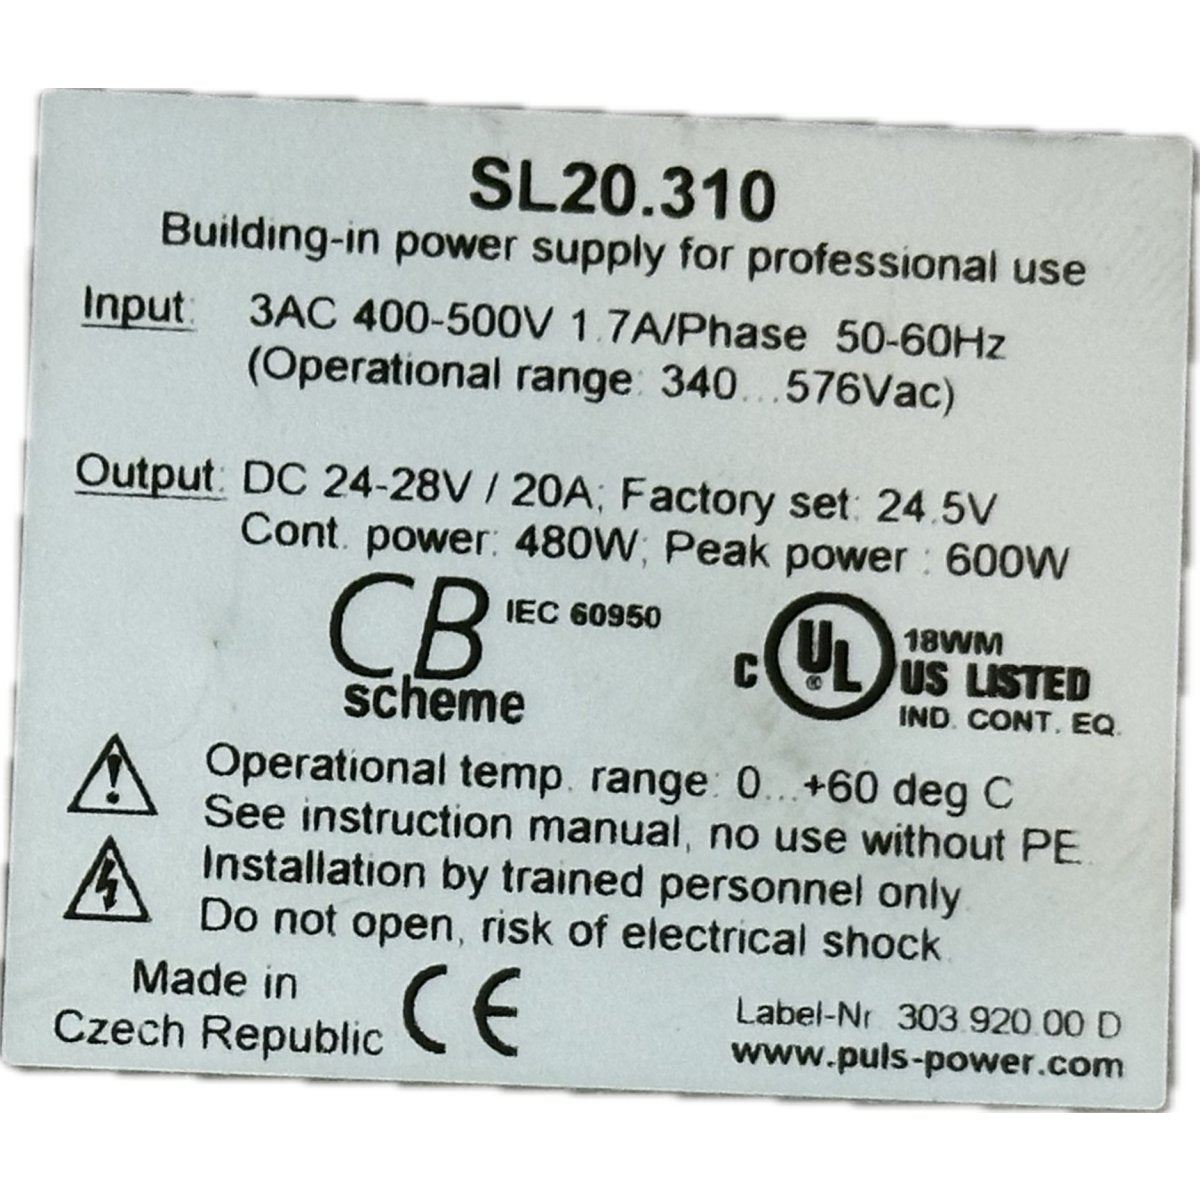 SL20.310
Building-in power supply for professional use
Input: 3AC 400-500V 1.7A/Phase 50-60Hz
(Operational range: 340...576Vac)
Output: DC 24-28V / 20A; Factory set: 24.5V
Cont. power: 480W; Peak power : 600W
CB scheme IEC 60950
C UL ® US LISTED 18WM
IND. CONT. EQ.
Operational temp. range: 0...+60 deg C
See instruction manual, no use without PE.
Installation by trained personnel only.
Do not open, risk of electrical shock.
Made in
Czech Republic
CE
Label-Nr. 303.920.00 D
www.puls-power.com